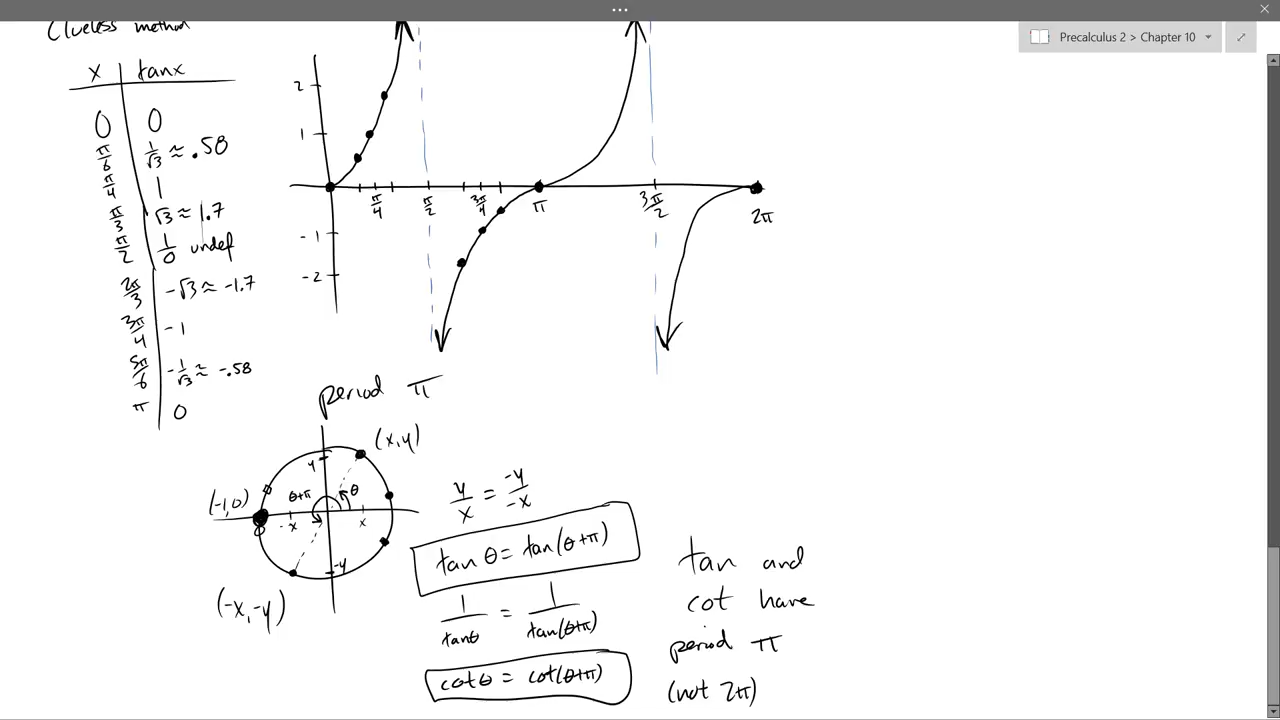 Clueless method
Precalculus 2 > Chapter 10
x | tanx
0 | 0
π/6 | 1/√3 ≈ .58
π/4 | 1
π/3 | √3 ≈ 1.7
π/2 | 1/0 undef
2π/3 | -√3 ≈ -1.7
3π/4 | -1
5π/6 | -1/√3 ≈ -.58
π | 0
2
1
-1
-2
π/4 π/2 3π/4 π 3π/2 2π
period π
(x,y)
y
(-1,0) θ+π θ
-x x
-y
(-x,-y)
y/x = -y/-x
tan θ = tan(θ+π)
1/tanθ = 1/tan(θ+π)
cotθ = cot(θ+π)
tan and
cot have
period π
(not 2π)